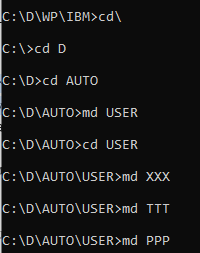 C:\D\WP\IBM>cd\
C:\>cd D
C:\D>cd AUTO
C:\D\AUTO>md USER
C:\D\AUTO>cd USER
C:\D\AUTO\USER>md XXX
C:\D\AUTO\USER>md TTT
C:\D\AUTO\USER>md PPP